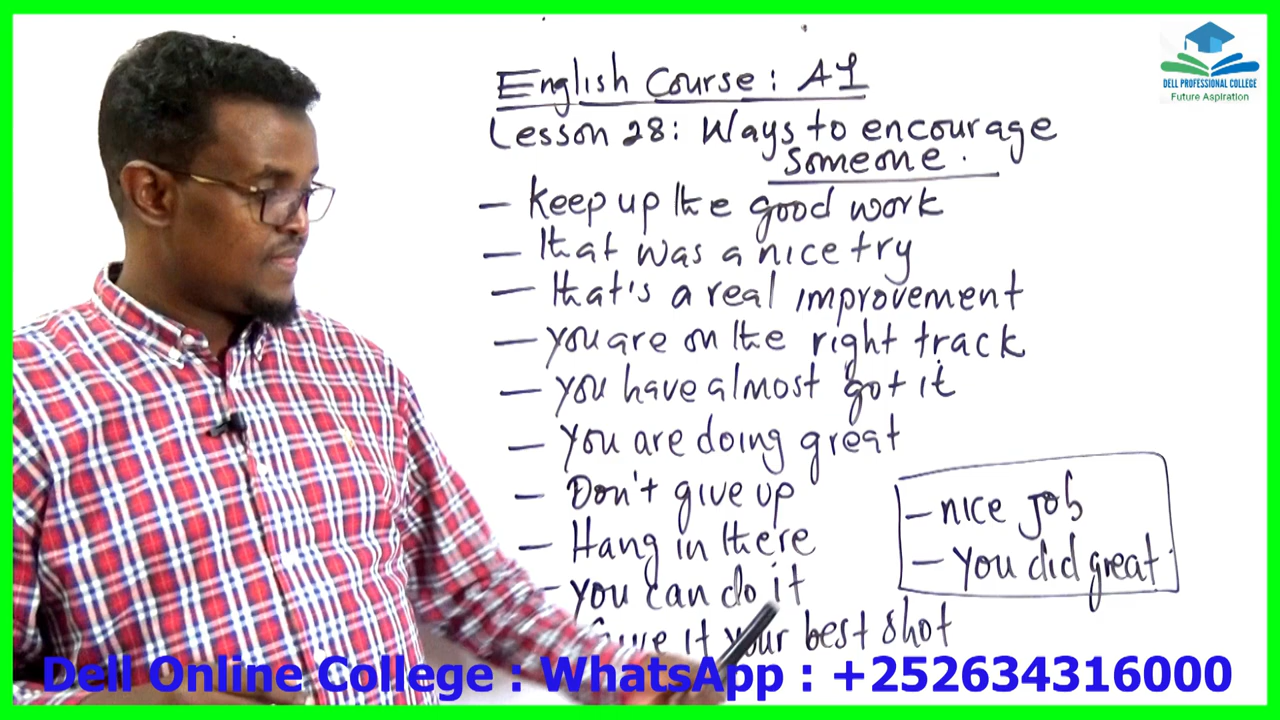 English Course: A1
Lesson 28: Ways to encourage
someone.
- Keep up the good work
- that was a nice try
- that's a real improvement
- you are on the right track
- you have almost got it
- you are doing great
- Don't give up
- Hang in there
- you can do it
Give it your best shot
- nice job
- you did great.
DELL PROFESSIONAL COLLEGE
Future Aspiration
Dell Online College : WhatsApp : +252634316000